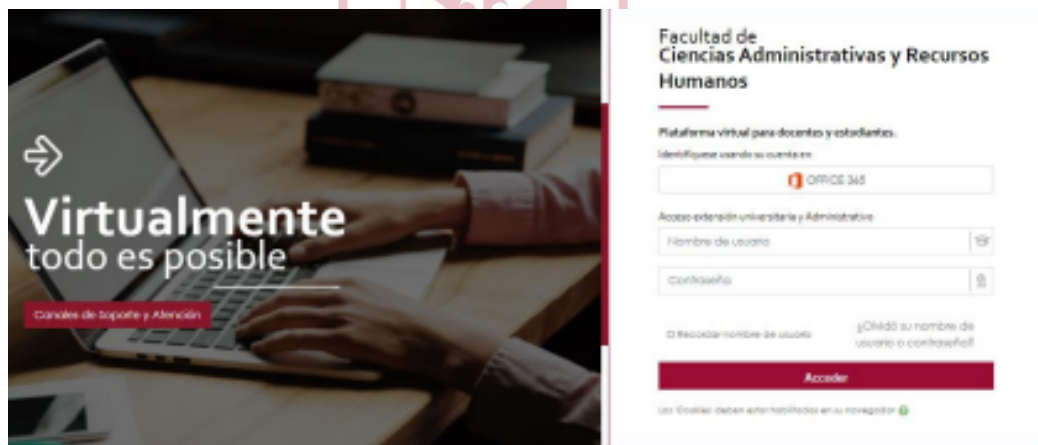 Virtualmente
todo es posible
Canales de Soporte y Atención
Facultad de
Ciencias Administrativas y Recursos
Humanos
Plataforma virtual para docentes y estudiantes.
Identifíquese usando su cuenta en:
OFFICE 365
Acceso extensión universitaria y Administrativo
Nombre de usuario
Contraseña
Recordar nombre de usuario
¿Olvidó su nombre de
usuario o contraseña?
Acceder
Las 'Cookies' deben estar habilitadas en su navegador